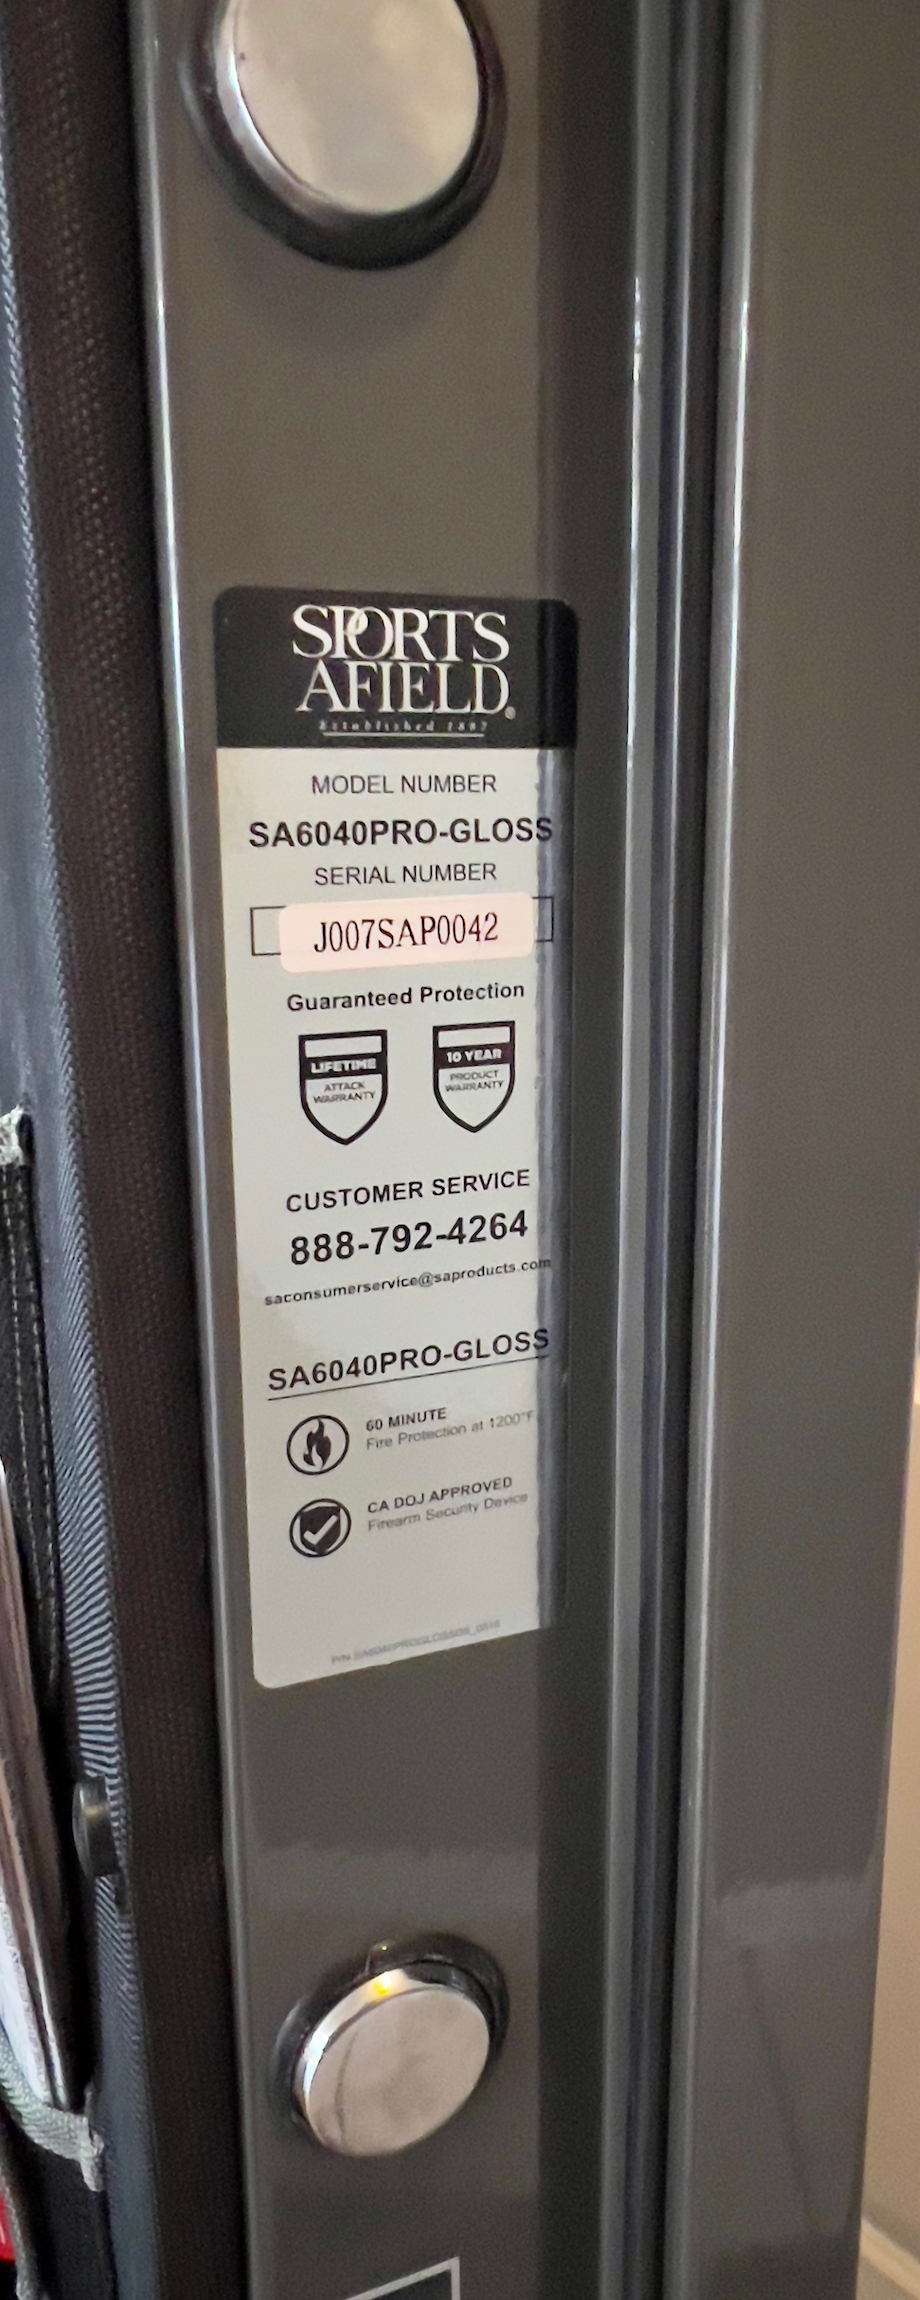 SPORTS
AFIELD®
Established 1887
MODEL NUMBER
SA6040PRO-GLOSS
SERIAL NUMBER
J007SAP0042
Guaranteed Protection
LIFETIME
ATTACK
WARRANTY
10 YEAR
PRODUCT
WARRANTY
CUSTOMER SERVICE
888-792-4264
saconsumerservice@saproducts.com
SA6040PRO-GLOSS
60 MINUTE
Fire Protection at 1200°F
CA DOJ APPROVED
Firearm Security Device